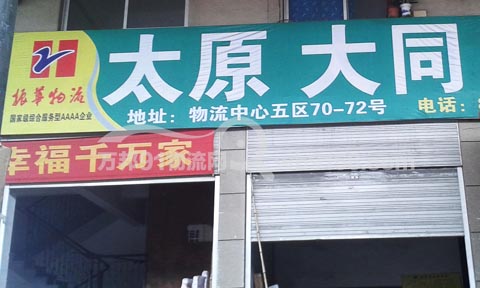 振华物流
国家级综合服务型AAAA企业
太原 大同
地址：物流中心五区70-72号
电话：
幸福千万家